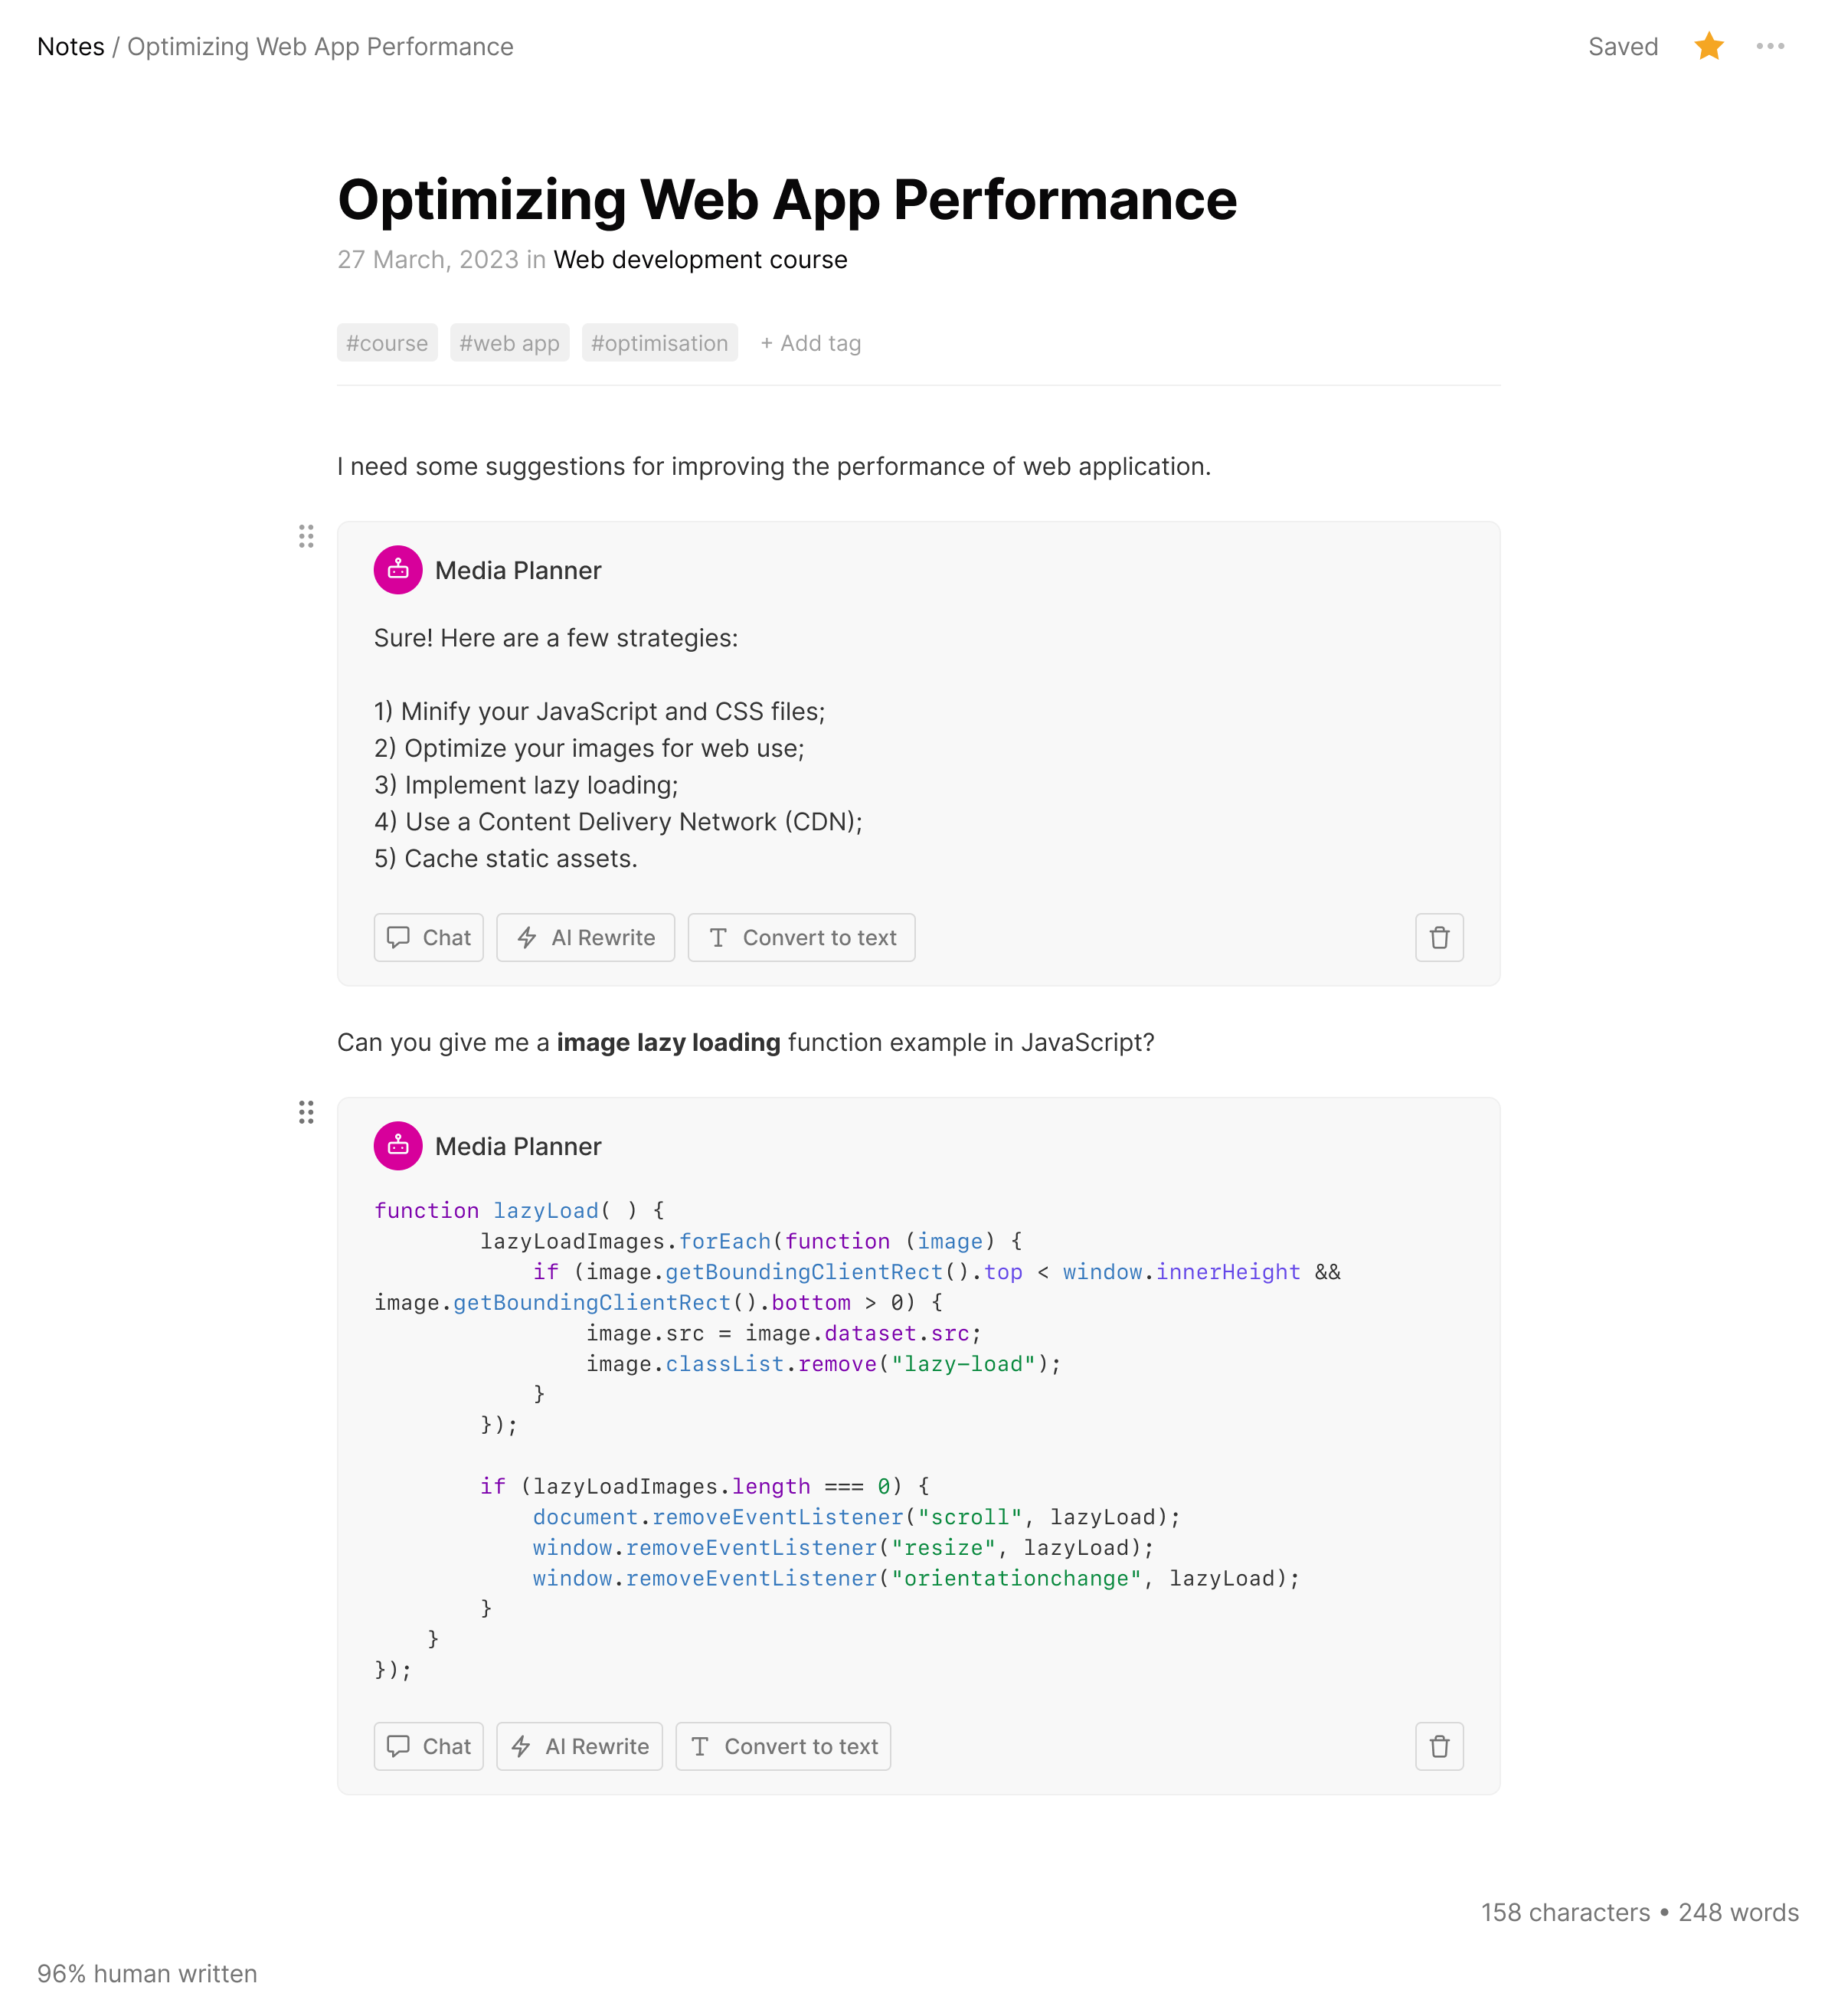 Notes / Optimizing Web App Performance
Saved
Optimizing Web App Performance
27 March, 2023 in Web development course
#course #web app #optimisation + Add tag
I need some suggestions for improving the performance of web application.
Media Planner
Sure! Here are a few strategies:
1) Minify your JavaScript and CSS files;
2) Optimize your images for web use;
3) Implement lazy loading;
4) Use a Content Delivery Network (CDN);
5) Cache static assets.
Chat AI Rewrite Convert to text
Can you give me a image lazy loading function example in JavaScript?
Media Planner
function lazyLoad( ) {
        lazyLoadImages.forEach(function (image) {
            if (image.getBoundingClientRect().top < window.innerHeight &&
image.getBoundingClientRect().bottom > 0) {
                image.src = image.dataset.src;
                image.classList.remove("lazy-load");
            }
        });
        if (lazyLoadImages.length === 0) {
            document.removeEventListener("scroll", lazyLoad);
            window.removeEventListener("resize", lazyLoad);
            window.removeEventListener("orientationchange", lazyLoad);
        }
    }
});
Chat AI Rewrite Convert to text
158 characters • 248 words
96% human written